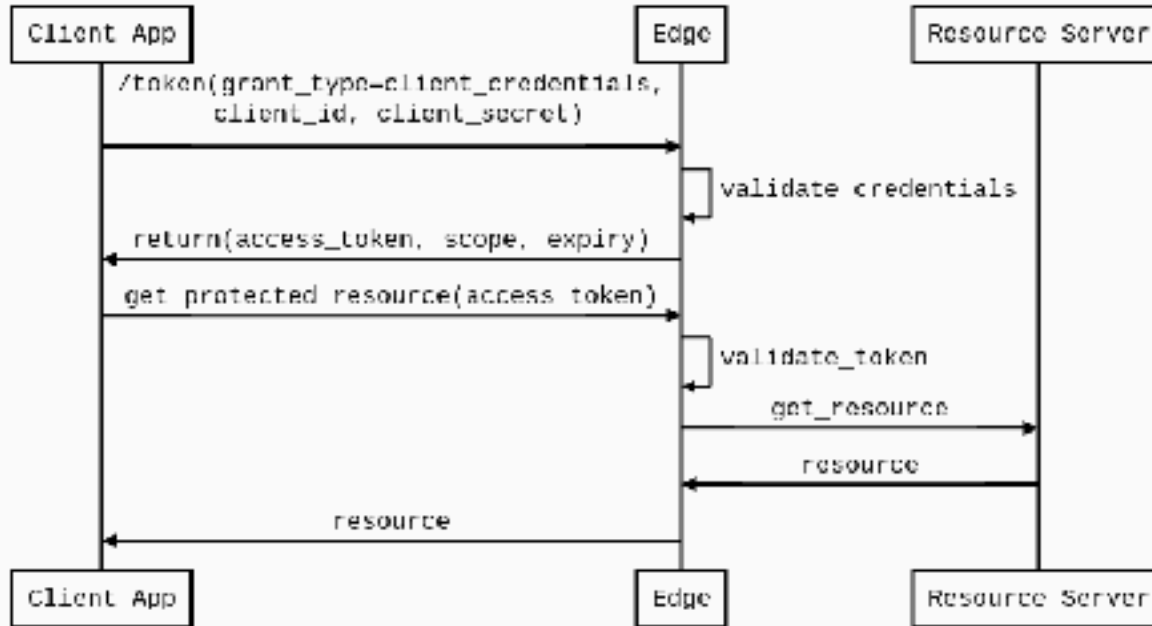 Client App
Edge
Resource Server
/token(grant_type=client_credentials,
client_id, client_secret)
validate credentials
return(access_token, scope, expiry)
get protected resource(access token)
validate_token
get_resource
resource
resource
Client App
Edge
Resource Server